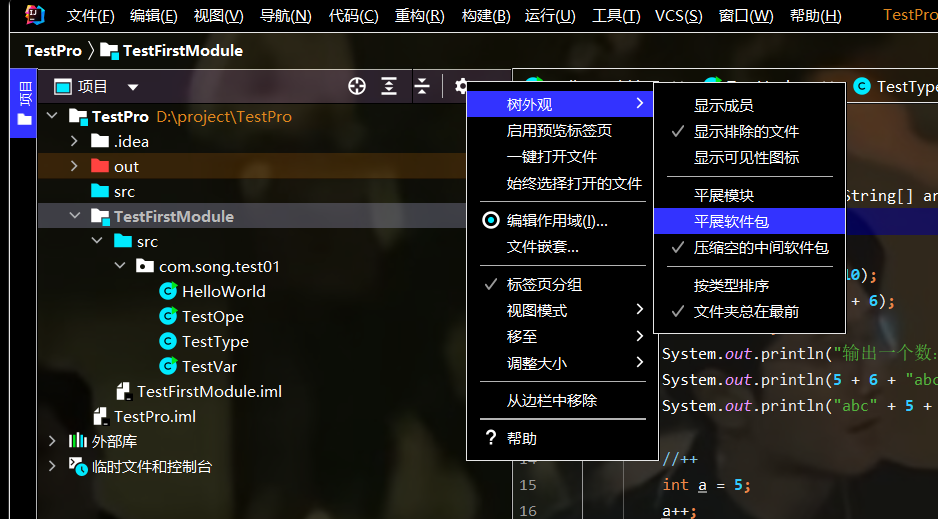 文件(F) 编辑(E) 视图(V) 导航(N) 代码(C) 重构(R) 构建(B) 运行(U) 工具(T) VCS(S) 窗口(W) 帮助(H) TestPro
TestPro TestFirstModule
项目
项目
TestPro D:\project\TestPro
.idea
out
src
TestFirstModule
src
com.song.test01
HelloWorld
TestOpe
TestType
TestVar
TestFirstModule.iml
TestPro.iml
外部库
临时文件和控制台
树外观
启用预览标签页
一键打开文件
始终选择打开的文件
编辑作用域(I)...
文件嵌套...
标签页分组
视图模式
移至
调整大小
从边栏中移除
? 帮助
显示成员
显示排除的文件
显示可见性图标
平展模块
平展软件包
压缩空的中间软件包
按类型排序
文件夹总在最前
TestType
String[] ar
10);
+ 6);
System.out.println("输出一个数:
System.out.println(5 + 6 + "abc
System.out.println("abc" + 5 +
14 //++
15 int a = 5;
16 a++;